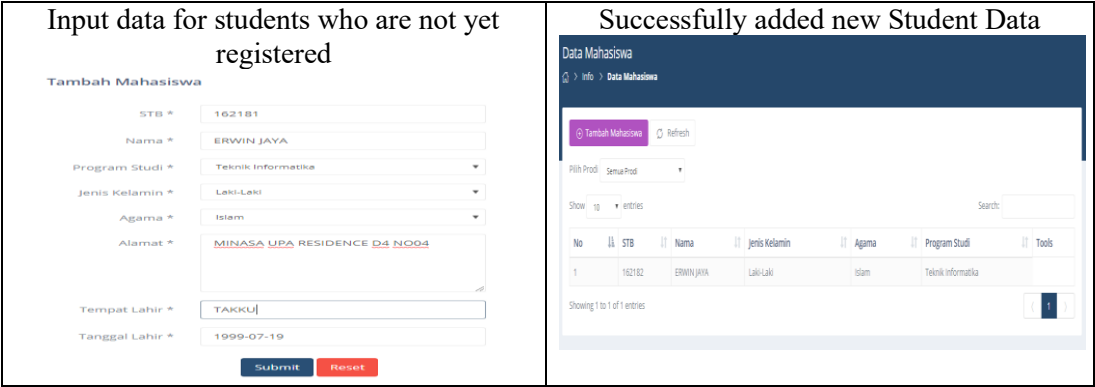 Input data for students who are not yet
registered
Tambah Mahasiswa
STB * 162181
Nama * ERWIN JAYA
Program Studi * Teknik Informatika
Jenis Kelamin * Laki-Laki
Agama * Islam
Alamat * MINASA UPA RESIDENCE D4 NO04
Tempat Lahir * TAKKU
Tanggal Lahir * 1999-07-19
Submit Reset
Successfully added new Student Data
Data Mahasiswa
Info > Data Mahasiswa
Tambah Mahasiswa Refresh
Pilih Prodi Semua Prodi
Show 10 entries Search:
No STB Nama Jenis Kelamin Agama Program Studi Tools
1 162182 ERWIN JAYA Laki-Laki Islam Teknik Informatika
Showing 1 to 1 of 1 entries
1